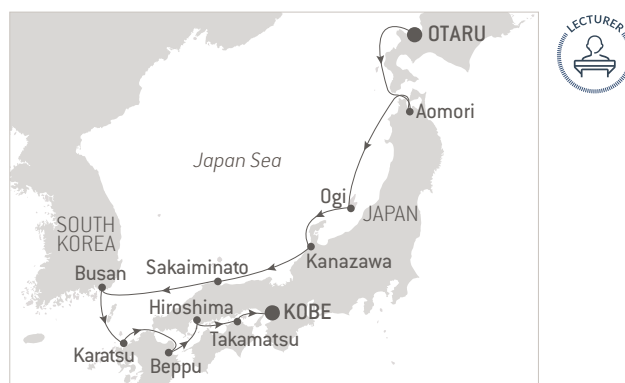 LECTURER
OTARU
Aomori
Japan Sea
Ogi
JAPAN
SOUTH
KOREA
Kanazawa
Sakaiminato
Busan
Hiroshima
KOBE
Takamatsu
Karatsu
Beppu